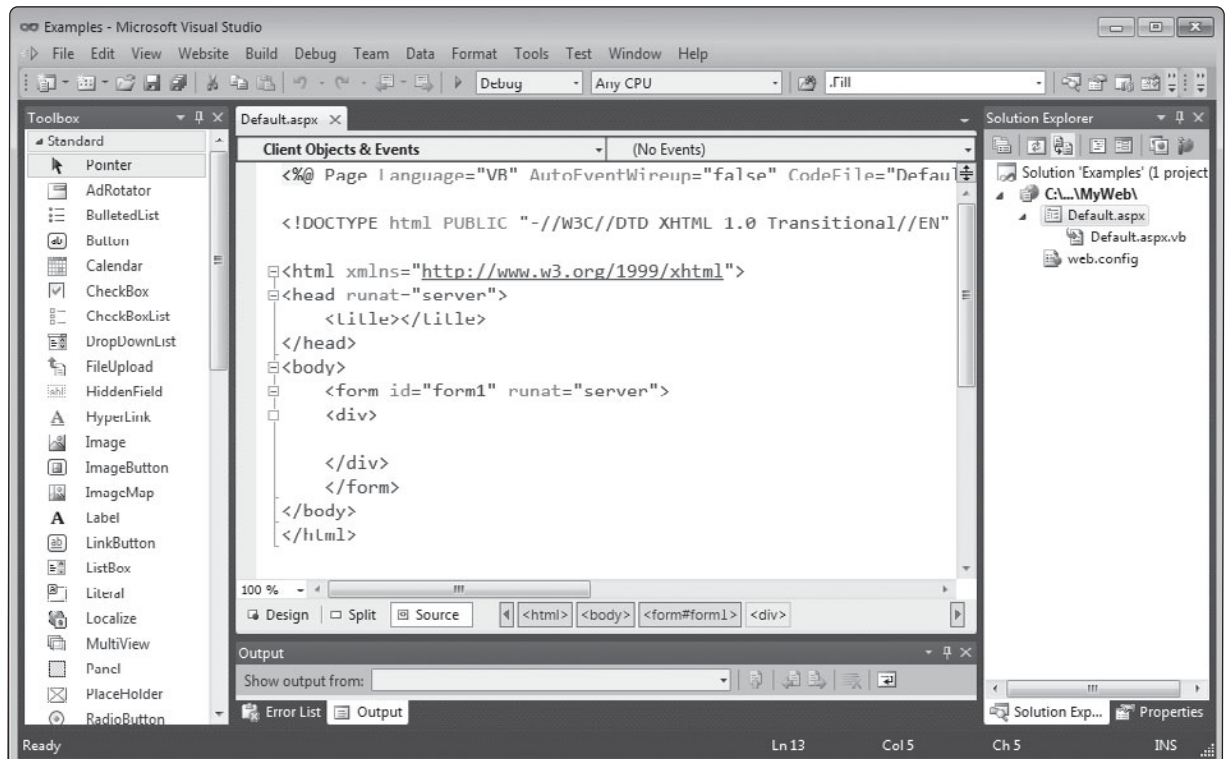 Examples - Microsoft Visual Studio
File Edit View Website Build Debug Team Data Format Tools Test Window Help
Debug Any CPU .Fill
Toolbox
Standard
Pointer
AdRotator
BulletedList
Button
Calendar
CheckBox
CheckBoxList
DropDownList
FileUpload
HiddenField
HyperLink
Image
ImageButton
ImageMap
Label
LinkButton
ListBox
Literal
Localize
MultiView
Panel
PlaceHolder
RadioButton
Default.aspx
Client Objects & Events (No Events)
<%@ Page Language="VB" AutoEventWireup="false" CodeFile="Defaul
<!DOCTYPE html PUBLIC "-//W3C//DTD XHTML 1.0 Transitional//EN"
<html xmlns="http://www.w3.org/1999/xhtml">
<head runat="server">
<title></title>
</head>
<body>
<form id="form1" runat="server">
<div>
</div>
</form>
</body>
</html>
100 %
Design Split Source <html> <body> <form#form1> <div>
Output
Show output from:
Error List Output
Solution Explorer
Solution 'Examples' (1 project
C:\...\MyWeb\
Default.aspx
Default.aspx.vb
web.config
Solution Exp... Properties
Ready Ln 13 Col 5 Ch 5 INS